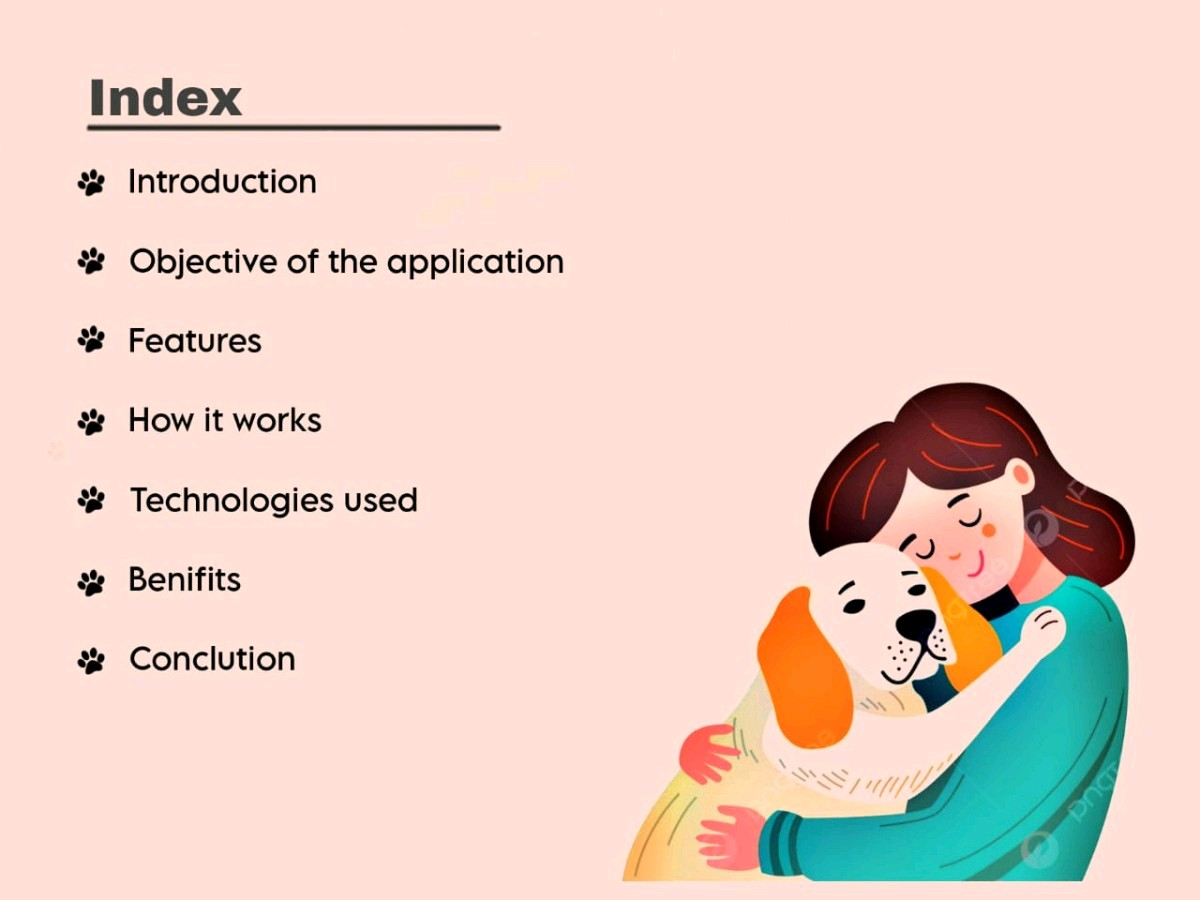 Index
Introduction
Objective of the application
Features
How it works
Technologies used
Benifits
Conclution